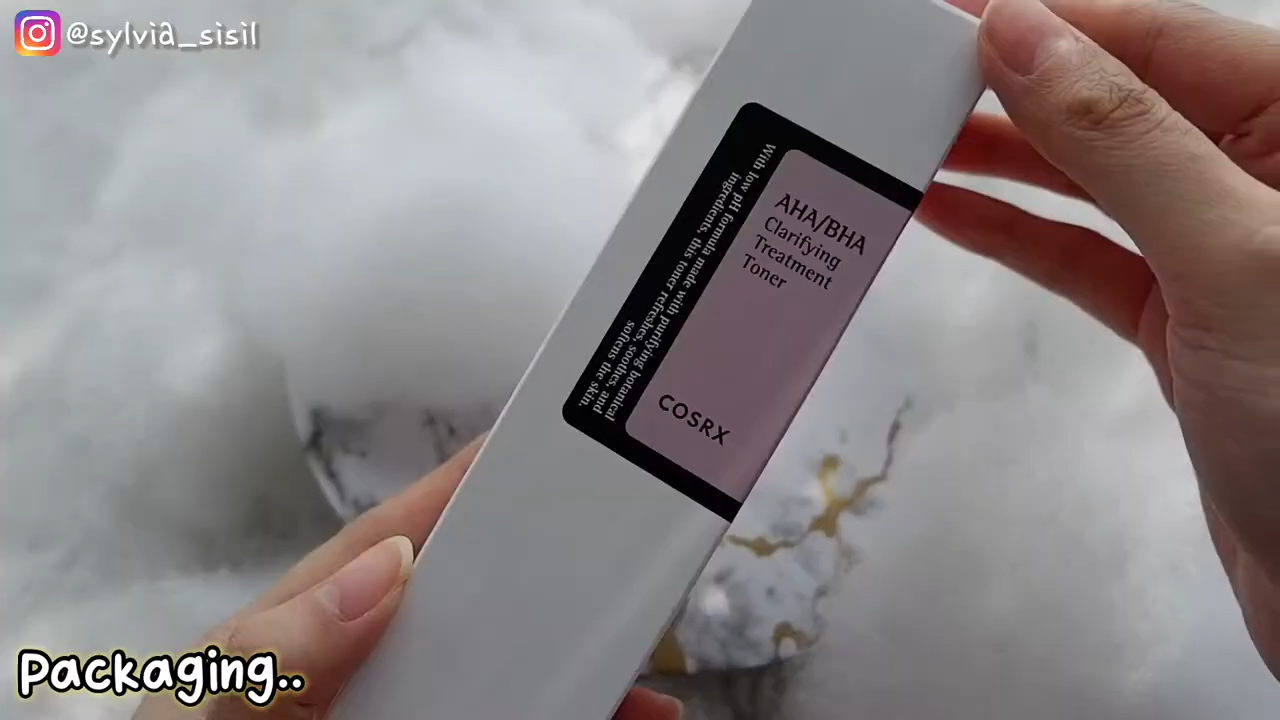 @sylvia_sisil
With low pH formula made with purifying botanical
ingredients, this toner refreshes, soothes, and
softens the skin.
AHA/BHA
Clarifying
Treatment
Toner
COSRX
Packaging..